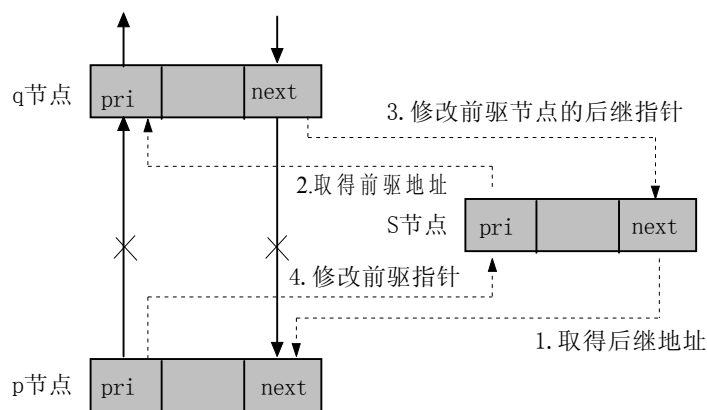 q节点
pri
next
3.修改前驱节点的后继指针
2.取得前驱地址
S节点
pri
next
4.修改前驱指针
1.取得后继地址
p节点
pri
next